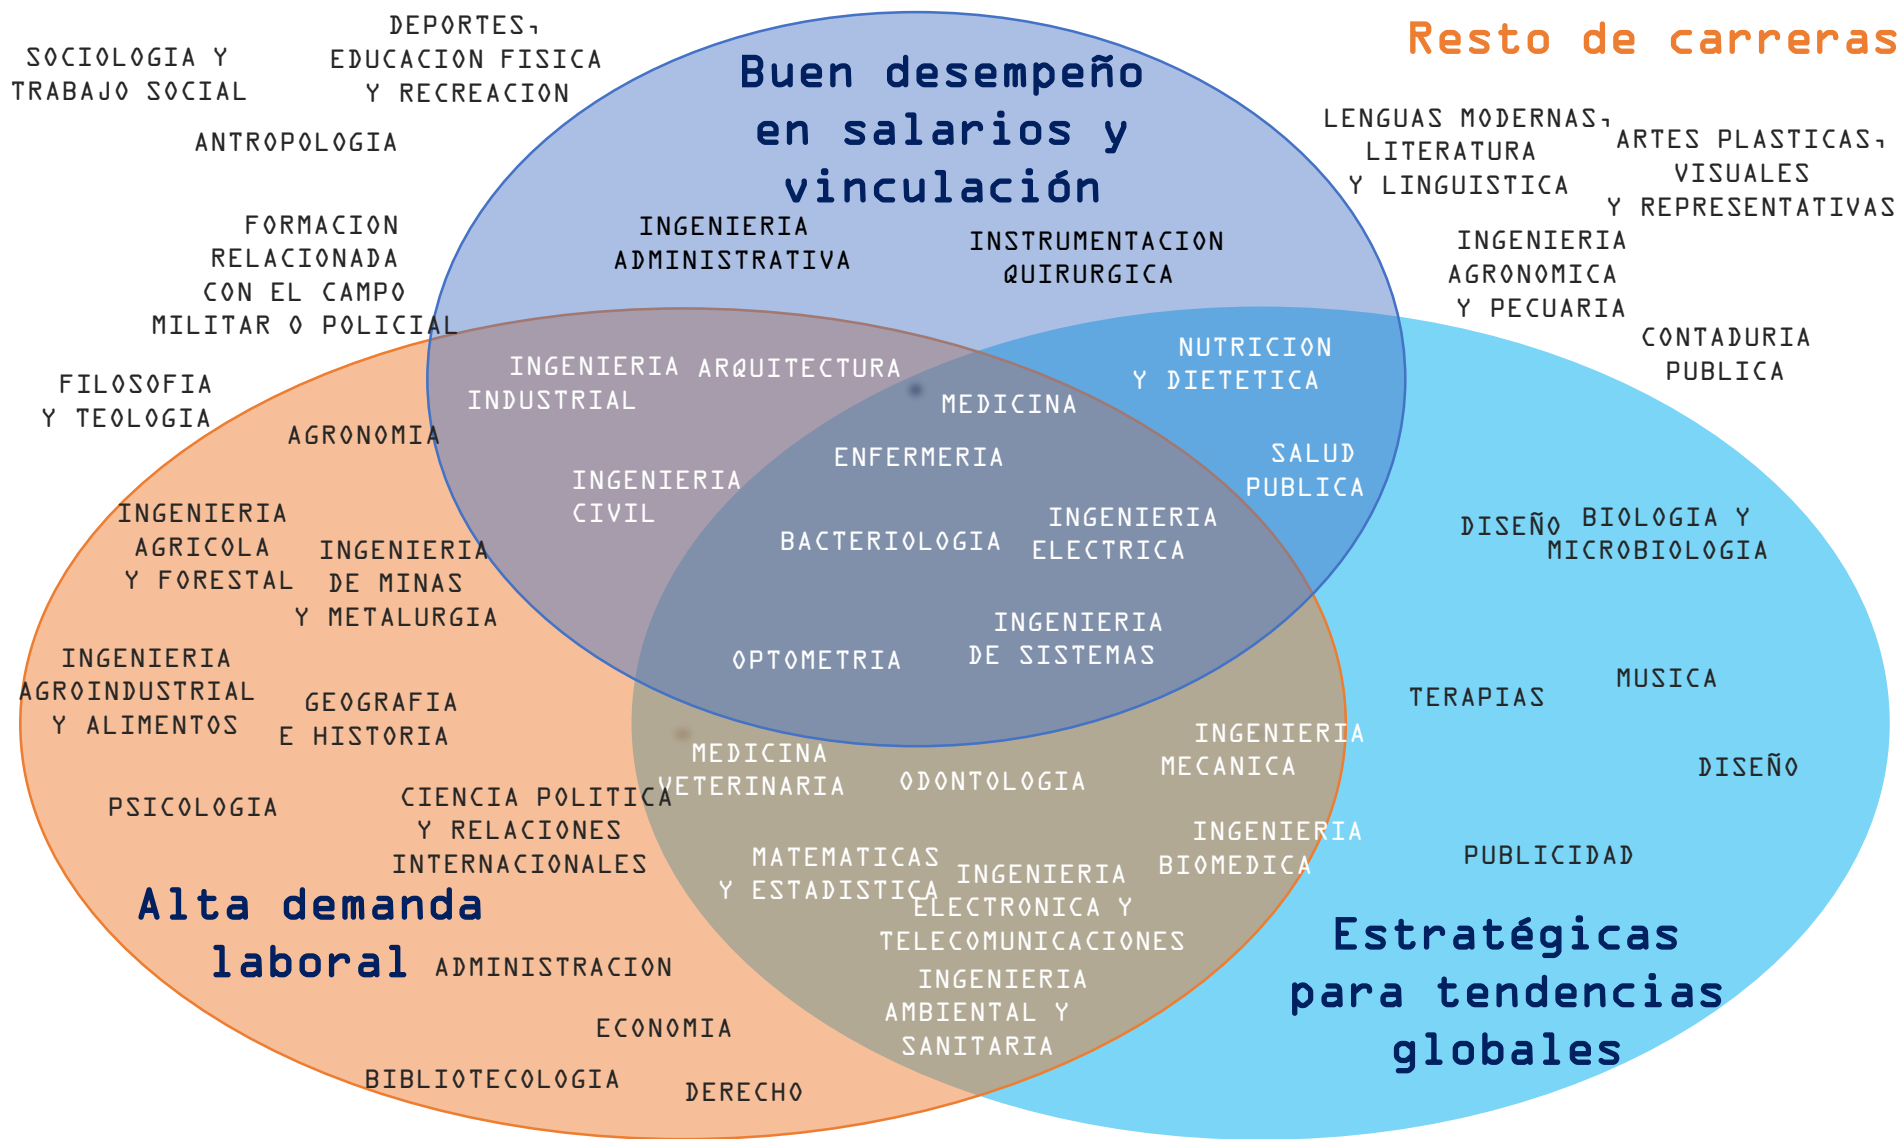 Resto de carreras
DEPORTES,
EDUCACION FISICA
Y RECREACION
SOCIOLOGIA Y
TRABAJO SOCIAL
ANTROPOLOGIA
FORMACION
RELACIONADA
CON EL CAMPO
MILITAR O POLICIAL
FILOSOFIA
Y TEOLOGIA
LENGUAS MODERNAS,
LITERATURA
Y LINGUISTICA
ARTES PLASTICAS,
VISUALES
Y REPRESENTATIVAS
INGENIERIA
AGRONOMICA
Y PECUARIA
CONTADURIA
PUBLICA
Buen desempeño
en salarios y
vinculación
INGENIERIA
ADMINISTRATIVA
INSTRUMENTACION
QUIRURGICA
INGENIERIA
INDUSTRIAL
ARQUITECTURA
INGENIERIA
CIVIL
NUTRICION
Y DIETETICA
SALUD
PUBLICA
MEDICINA
ENFERMERIA
BACTERIOLOGIA
INGENIERIA
ELECTRICA
OPTOMETRIA
INGENIERIA
DE SISTEMAS
AGRONOMIA
INGENIERIA
AGRICOLA
Y FORESTAL
INGENIERIA
DE MINAS
Y METALURGIA
INGENIERIA
AGROINDUSTRIAL
Y ALIMENTOS
GEOGRAFIA
E HISTORIA
PSICOLOGIA
CIENCIA POLITICA
Y RELACIONES
INTERNACIONALES
Alta demanda
laboral
ADMINISTRACION
ECONOMIA
BIBLIOTECOLOGIA
DERECHO
MEDICINA
VETERINARIA
ODONTOLOGIA
INGENIERIA
MECANICA
INGENIERIA
BIOMEDICA
MATEMATICAS
Y ESTADISTICA
INGENIERIA
ELECTRONICA Y
TELECOMUNICACIONES
INGENIERIA
AMBIENTAL Y
SANITARIA
DISEÑO
BIOLOGIA Y
MICROBIOLOGIA
TERAPIAS
MUSICA
DISEÑO
PUBLICIDAD
Estratégicas
para tendencias
globales